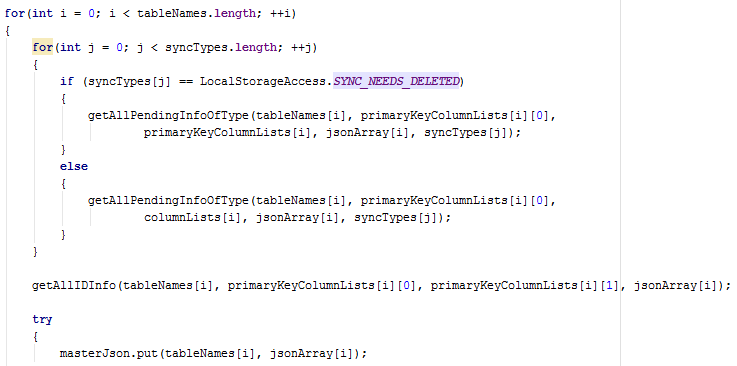 for(int i = 0; i < tableNames.length; ++i)
{
for(int j = 0; j < syncTypes.length; ++j)
{
if (syncTypes[j] == LocalStorageAccess.SYNC_NEEDS_DELETED)
{
getAllPendingInfoOfType(tableNames[i], primaryKeyColumnLists[i][0],
primaryKeyColumnLists[i], jsonArray[i], syncTypes[j]);
}
else
{
getAllPendingInfoOfType(tableNames[i], primaryKeyColumnLists[i][0],
columnLists[i], jsonArray[i], syncTypes[j]);
}
}
getAllIDInfo(tableNames[i], primaryKeyColumnLists[i][0], primaryKeyColumnLists[i][1], jsonArray[i]);
try
{
masterJson.put(tableNames[i], jsonArray[i]);